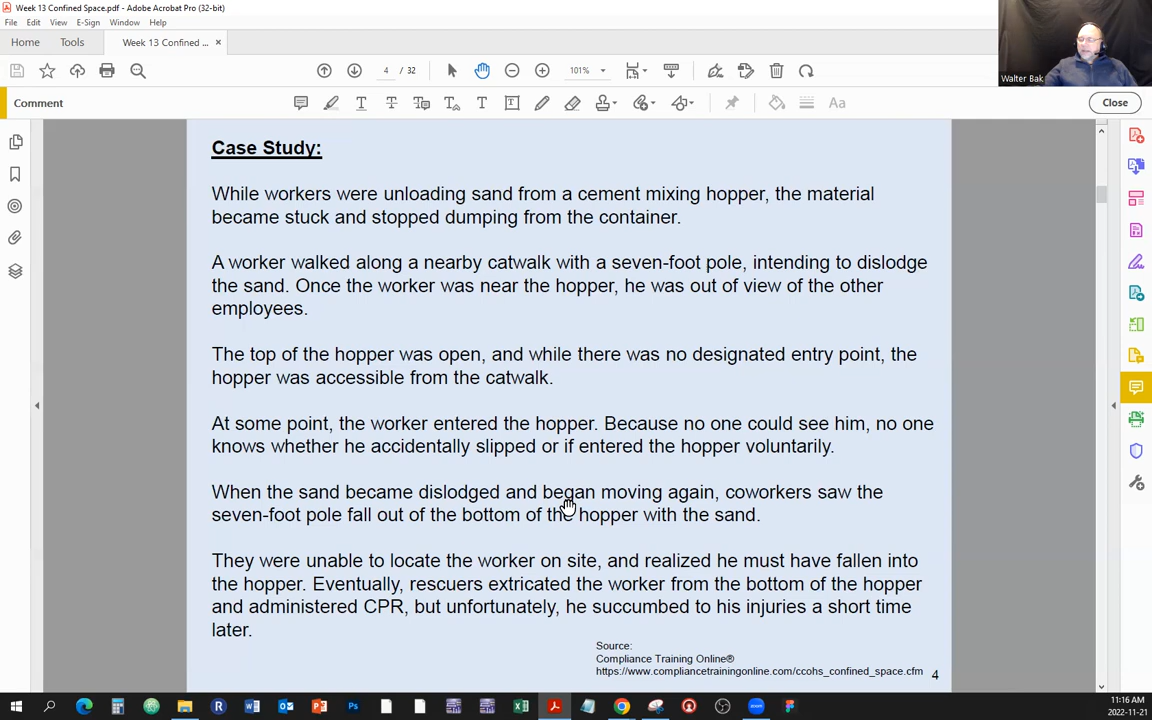 Week 13 Confined Space.pdf - Adobe Acrobat Pro (32-bit)
File Edit View E-Sign Window Help
Home Tools Week 13 Confined ... ×
4 / 32 101%
Walter Bak
Comment
Close
Case Study:
While workers were unloading sand from a cement mixing hopper, the material
became stuck and stopped dumping from the container.
A worker walked along a nearby catwalk with a seven-foot pole, intending to dislodge
the sand. Once the worker was near the hopper, he was out of view of the other
employees.
The top of the hopper was open, and while there was no designated entry point, the
hopper was accessible from the catwalk.
At some point, the worker entered the hopper. Because no one could see him, no one
knows whether he accidentally slipped or if entered the hopper voluntarily.
When the sand became dislodged and began moving again, coworkers saw the
seven-foot pole fall out of the bottom of the hopper with the sand.
They were unable to locate the worker on site, and realized he must have fallen into
the hopper. Eventually, rescuers extricated the worker from the bottom of the hopper
and administered CPR, but unfortunately, he succumbed to his injuries a short time
later.
Source:
Compliance Training Online®
https://www.compliancetrainingonline.com/ccohs_confined_space.cfm
4
11:16 AM
2022-11-21